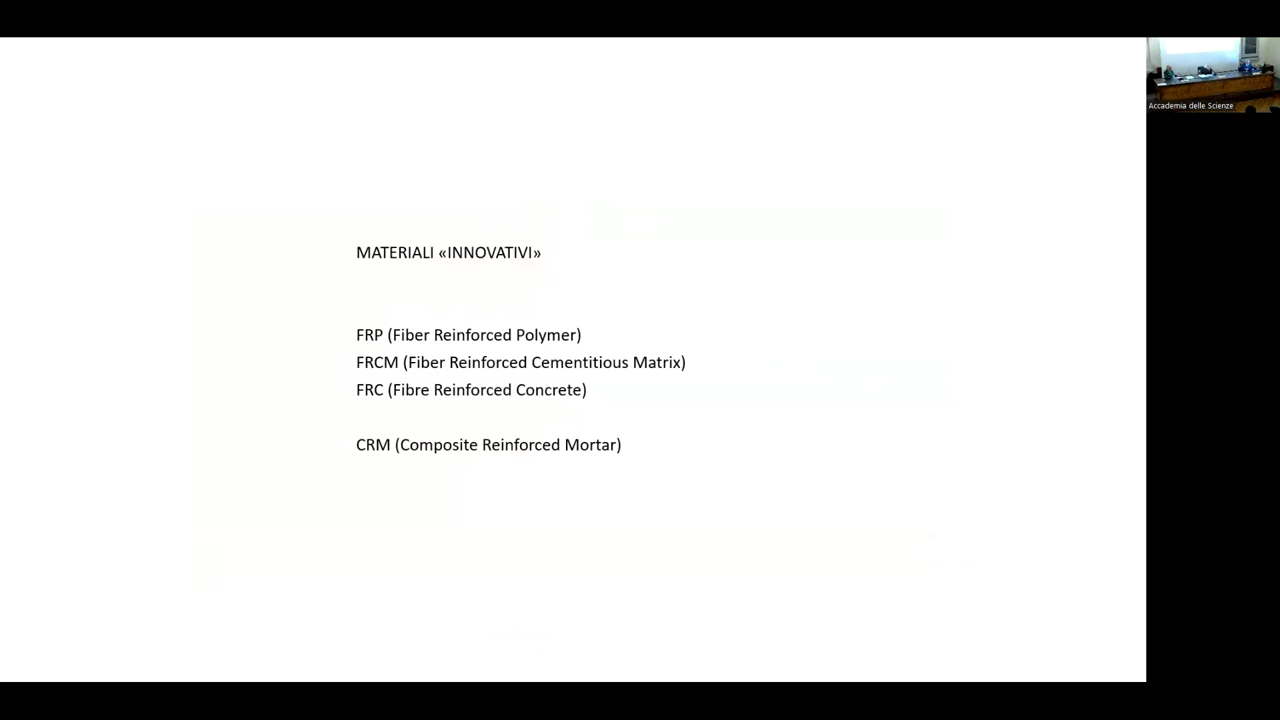 MATERIALI «INNOVATIVI»
FRP (Fiber Reinforced Polymer)
FRCM (Fiber Reinforced Cementitious Matrix)
FRC (Fibre Reinforced Concrete)
CRM (Composite Reinforced Mortar)
Accademia delle Scienze